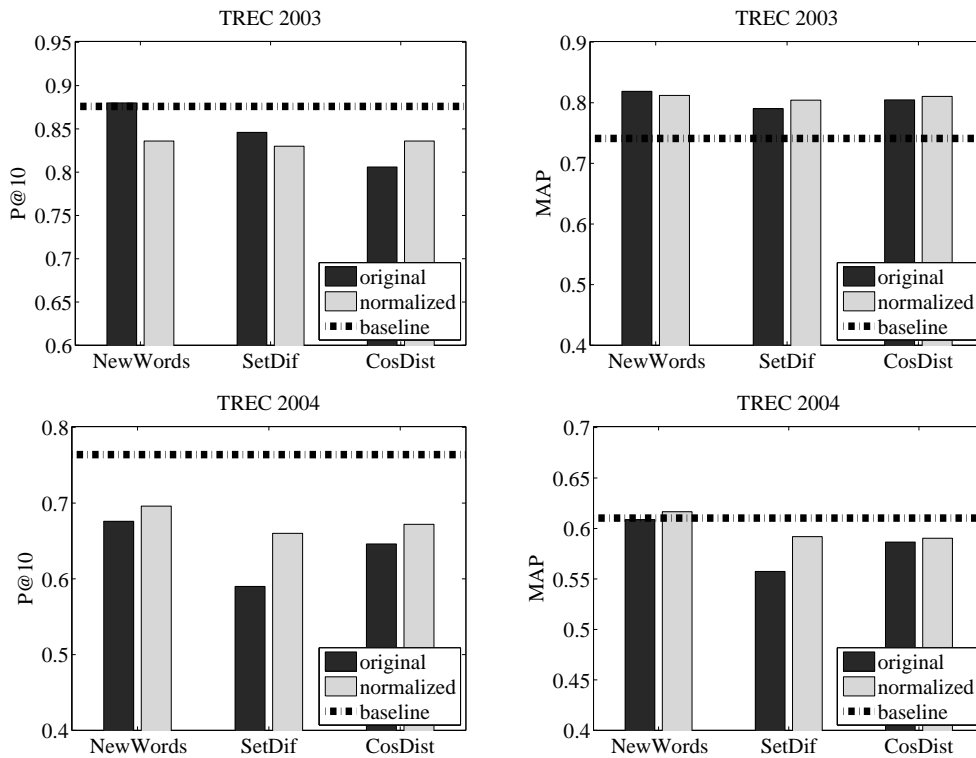 TREC 2003
0.95
0.9
0.85
0.8
0.75
0.7
0.65
0.6
P@10
NewWords SetDif CosDist
original
normalized
baseline
TREC 2003
0.9
0.8
0.7
0.6
0.5
0.4
MAP
NewWords SetDif CosDist
original
normalized
baseline
TREC 2004
0.8
0.7
0.6
0.5
0.4
P@10
NewWords SetDif CosDist
original
normalized
baseline
TREC 2004
0.7
0.65
0.6
0.55
0.5
0.45
0.4
MAP
NewWords SetDif CosDist
original
normalized
baseline